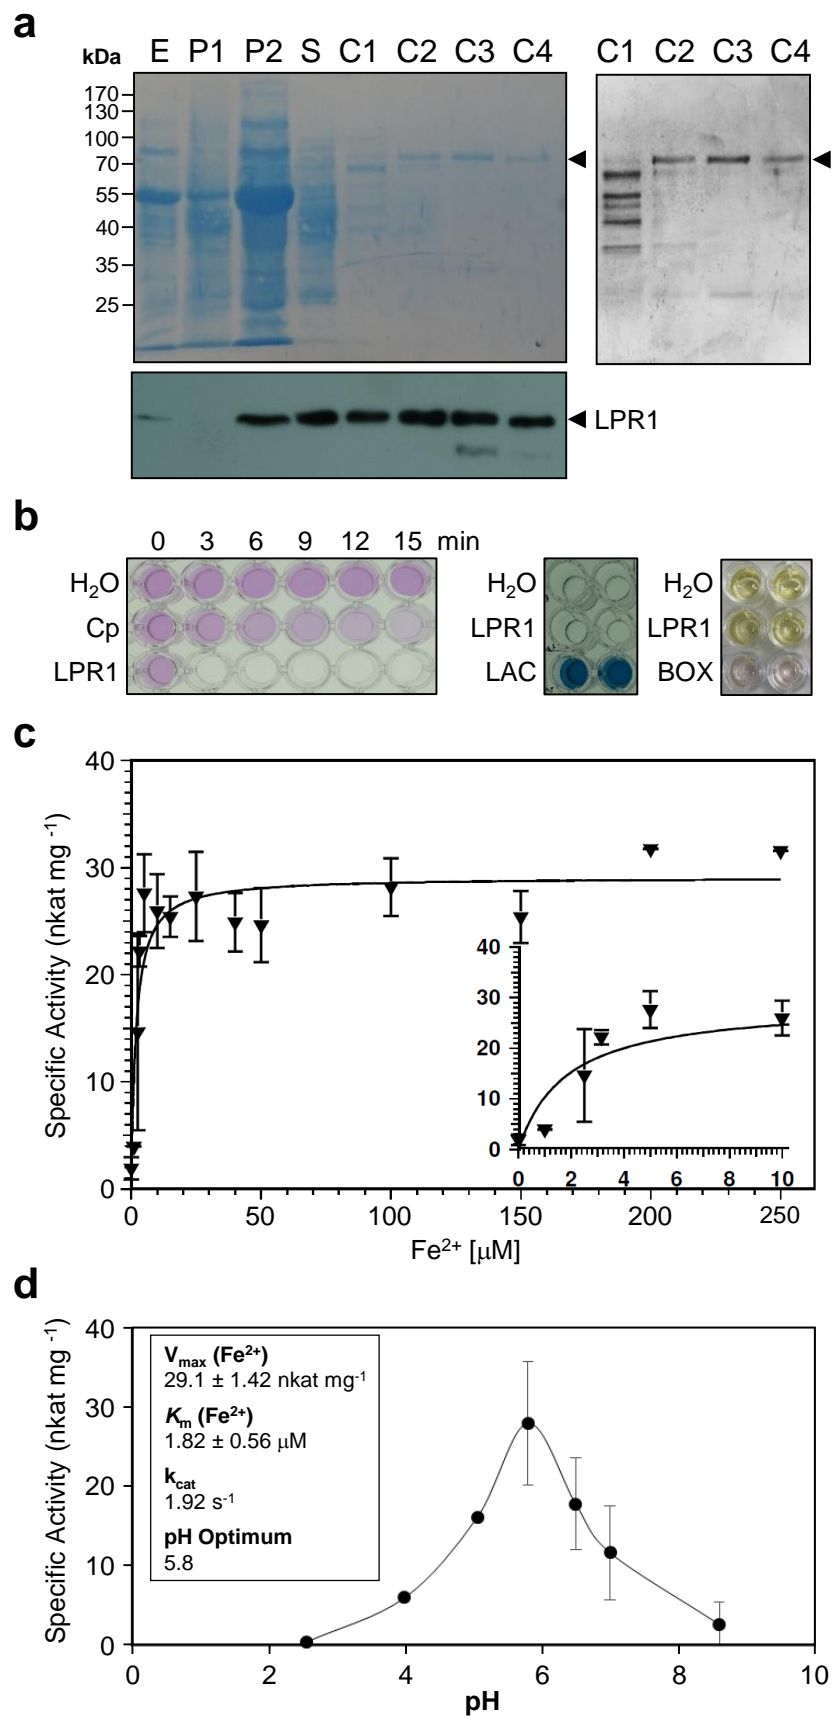 a
kDa E P1 P2 S C1 C2 C3 C4 C1 C2 C3 C4
170
130
100
70
55
40
35
25
LPR1
b
0 3 6 9 12 15 min
H2O H2O H2O
Cp LPR1 LPR1
LPR1 LAC BOX
c
Specific Activity (nkat mg -1)
40
30
20
10
0
0 50 100 150 200 250
Fe2+ [μM]
40
30
20
10
0
0 2 4 6 8 10
d
Specific Activity (nkat mg -1)
40
30
20
10
0
Vmax (Fe2+)
29.1 ± 1.42 nkat mg-1
Km (Fe2+)
1.82 ± 0.56 μM
kcat
1.92 s-1
pH Optimum
5.8
0 2 4 6 8 10
pH